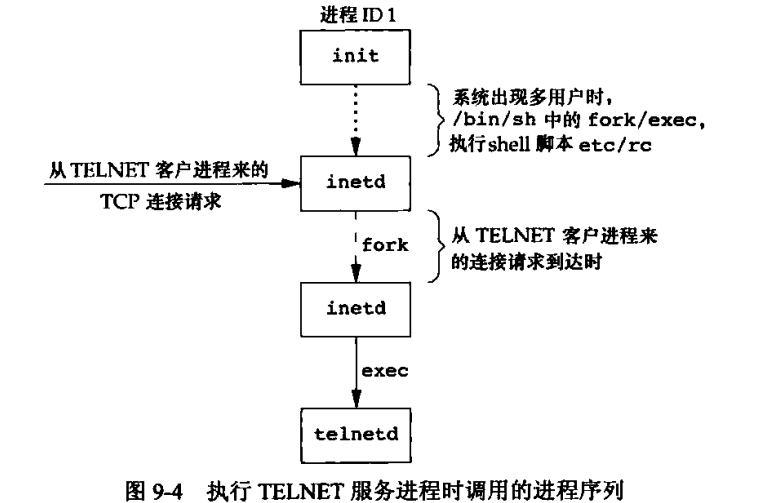 进程 ID 1
init
系统出现多用户时，
/bin/sh 中的 fork/exec，
执行shell 脚本 etc/rc
从 TELNET 客户进程来的
TCP 连接请求
inetd
fork
从 TELNET 客户进程来
的连接请求到达时
inetd
exec
telnetd
图 9-4 执行 TELNET 服务进程时调用的进程序列